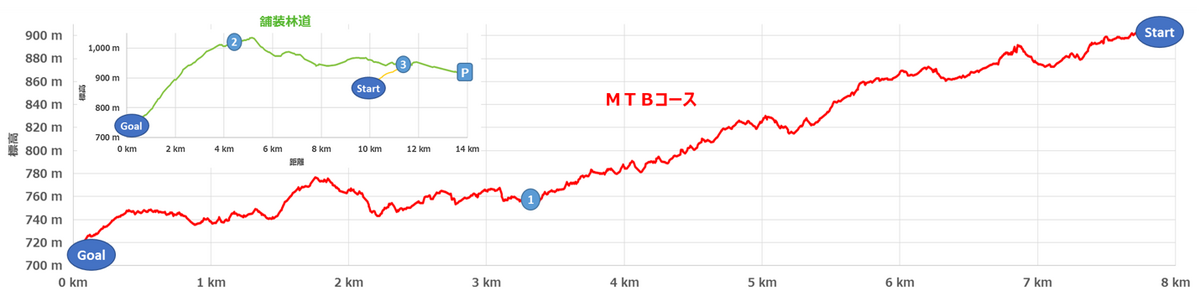 舗装林道
1,000 m
900 m
800 m
700 m
標高
0 km 2 km 4 km 6 km 8 km 10 km 12 km 14 km
距離
Goal
2
3
P
Start
MTBコース
900 m
880 m
860 m
840 m
820 m
800 m
780 m
760 m
740 m
720 m
700 m
標高
0 km 1 km 2 km 3 km 4 km 5 km 6 km 7 km 8 km
Goal
1
Start